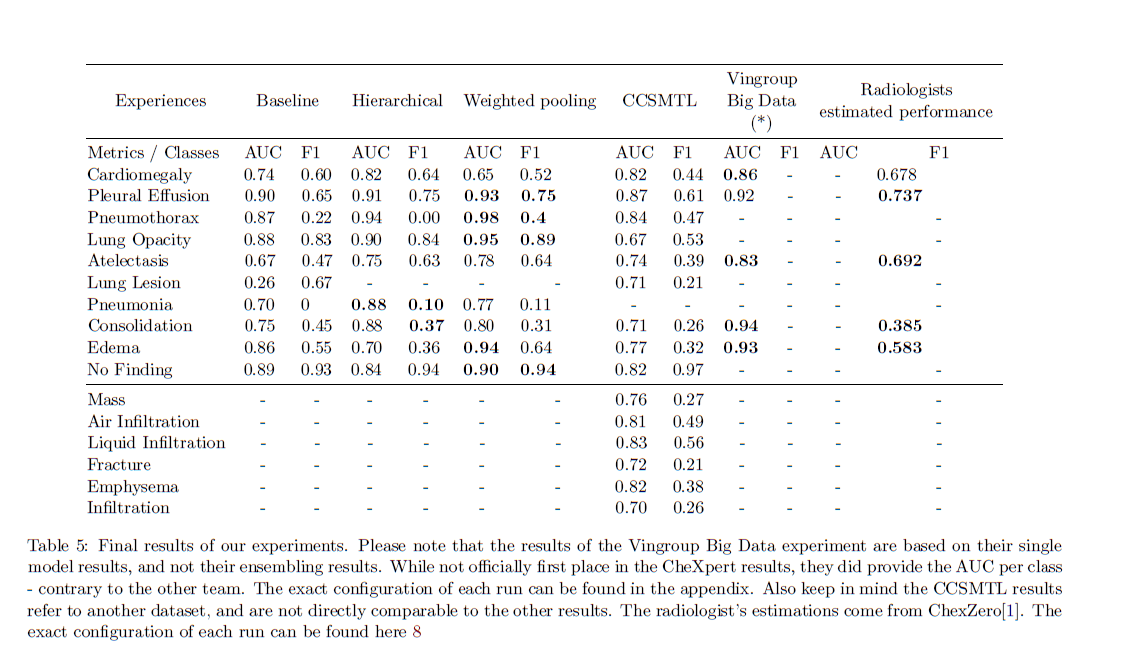 Experiences Baseline Hierarchical Weighted pooling CCSMTL Vingroup Big Data (*) Radiologists estimated performance
Metrics / Classes AUC F1 AUC F1 AUC F1 AUC F1 AUC F1 AUC F1
Cardiomegaly 0.74 0.60 0.82 0.64 0.65 0.52 0.82 0.44 0.86 - - 0.678
Pleural Effusion 0.90 0.65 0.91 0.75 0.93 0.75 0.87 0.61 0.92 - - 0.737
Pneumothorax 0.87 0.22 0.94 0.00 0.98 0.4 0.84 0.47 - - - -
Lung Opacity 0.88 0.83 0.90 0.84 0.95 0.89 0.67 0.53 - - - -
Atelectasis 0.67 0.47 0.75 0.63 0.78 0.64 0.74 0.39 0.83 - - 0.692
Lung Lesion 0.26 0.67 - - - - 0.71 0.21 - - - -
Pneumonia 0.70 0 0.88 0.10 0.77 0.11 - - - - - -
Consolidation 0.75 0.45 0.88 0.37 0.80 0.31 0.71 0.26 0.94 - - 0.385
Edema 0.86 0.55 0.70 0.36 0.94 0.64 0.77 0.32 0.93 - - 0.583
No Finding 0.89 0.93 0.84 0.94 0.90 0.94 0.82 0.97 - - - -
Mass - - - - - - 0.76 0.27 - - - -
Air Infiltration - - - - - - 0.81 0.49 - - - -
Liquid Infiltration - - - - - - 0.83 0.56 - - - -
Fracture - - - - - - 0.72 0.21 - - - -
Emphysema - - - - - - 0.82 0.38 - - - -
Infiltration - - - - - - 0.70 0.26 - - - -
Table 5: Final results of our experiments. Please note that the results of the Vingroup Big Data experiment are based on their single
model results, and not their ensembling results. While not officially first place in the CheXpert results, they did provide the AUC per class
- contrary to the other team. The exact configuration of each run can be found in the appendix. Also keep in mind the CCSMTL results
refer to another dataset, and are not directly comparable to the other results. The radiologist's estimations come from ChexZero[1]. The
exact configuration of each run can be found here 8